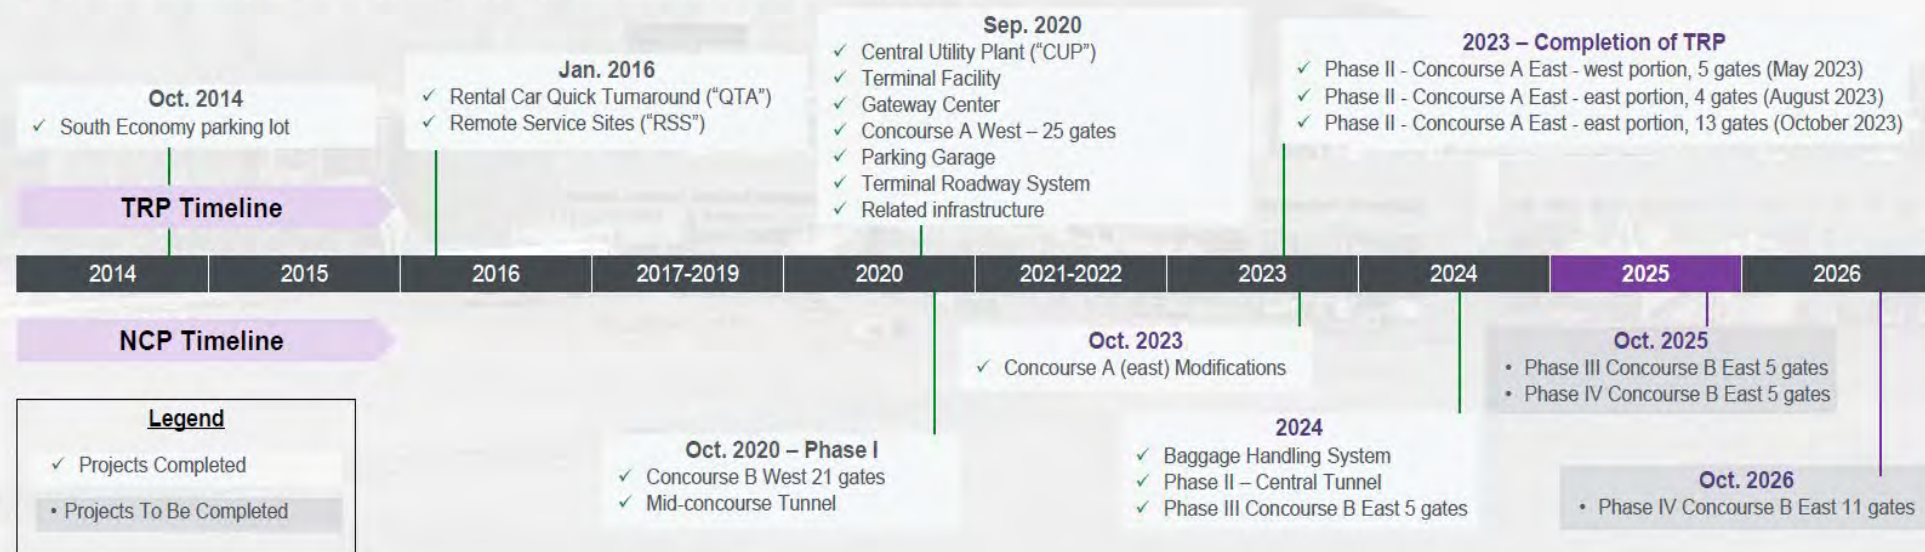 Oct. 2014
✓ South Economy parking lot
Jan. 2016
✓ Rental Car Quick Turnaround (“QTA”)
✓ Remote Service Sites (“RSS”)
Sep. 2020
✓ Central Utility Plant (“CUP”)
✓ Terminal Facility
✓ Gateway Center
✓ Concourse A West – 25 gates
✓ Parking Garage
✓ Terminal Roadway System
✓ Related infrastructure
2023 – Completion of TRP
✓ Phase II - Concourse A East - west portion, 5 gates (May 2023)
✓ Phase II - Concourse A East - east portion, 4 gates (August 2023)
✓ Phase II - Concourse A East - east portion, 13 gates (October 2023)
TRP Timeline
2014 2015 2016 2017-2019 2020 2021-2022 2023 2024 2025 2026
NCP Timeline
Oct. 2020 – Phase I
✓ Concourse B West 21 gates
✓ Mid-concourse Tunnel
Oct. 2023
✓ Concourse A (east) Modifications
2024
✓ Baggage Handling System
✓ Phase II – Central Tunnel
✓ Phase III Concourse B East 5 gates
Oct. 2025
• Phase III Concourse B East 5 gates
• Phase IV Concourse B East 5 gates
Oct. 2026
• Phase IV Concourse B East 11 gates
Legend
✓ Projects Completed
• Projects To Be Completed